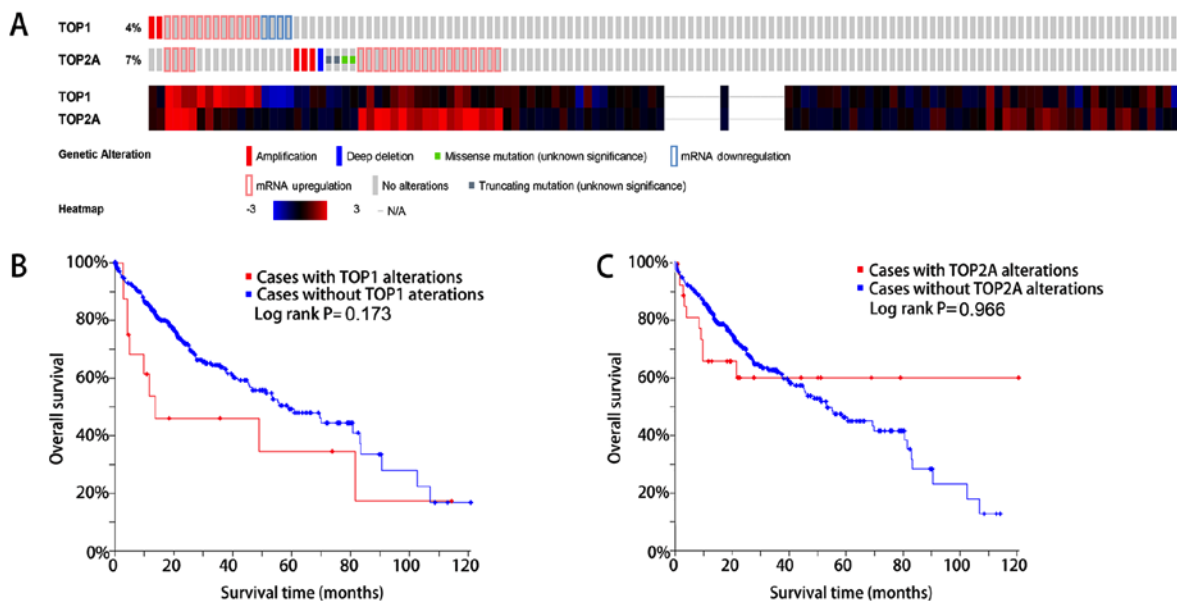 A
TOP1 4%
TOP2A 7%
TOP1
TOP2A
Genetic Alteration
Amplification Deep deletion Missense mutation (unknown significance) mRNA downregulation
mRNA upregulation No alterations Truncating mutation (unknown significance)
Heatmap -3 3 N/A
B
Cases with TOP1 alterations
Cases without TOP1 aterations
Log rank P= 0.173
100%
80%
60%
40%
20%
0%
Overall survival
0 20 40 60 80 100 120
Survival time (months)
C
Cases with TOP2A alterations
Cases without TOP2A alterations
Log rank P=0.966
100%
80%
60%
40%
20%
0%
Overall survival
0 20 40 60 80 100 120
Survival time (months)